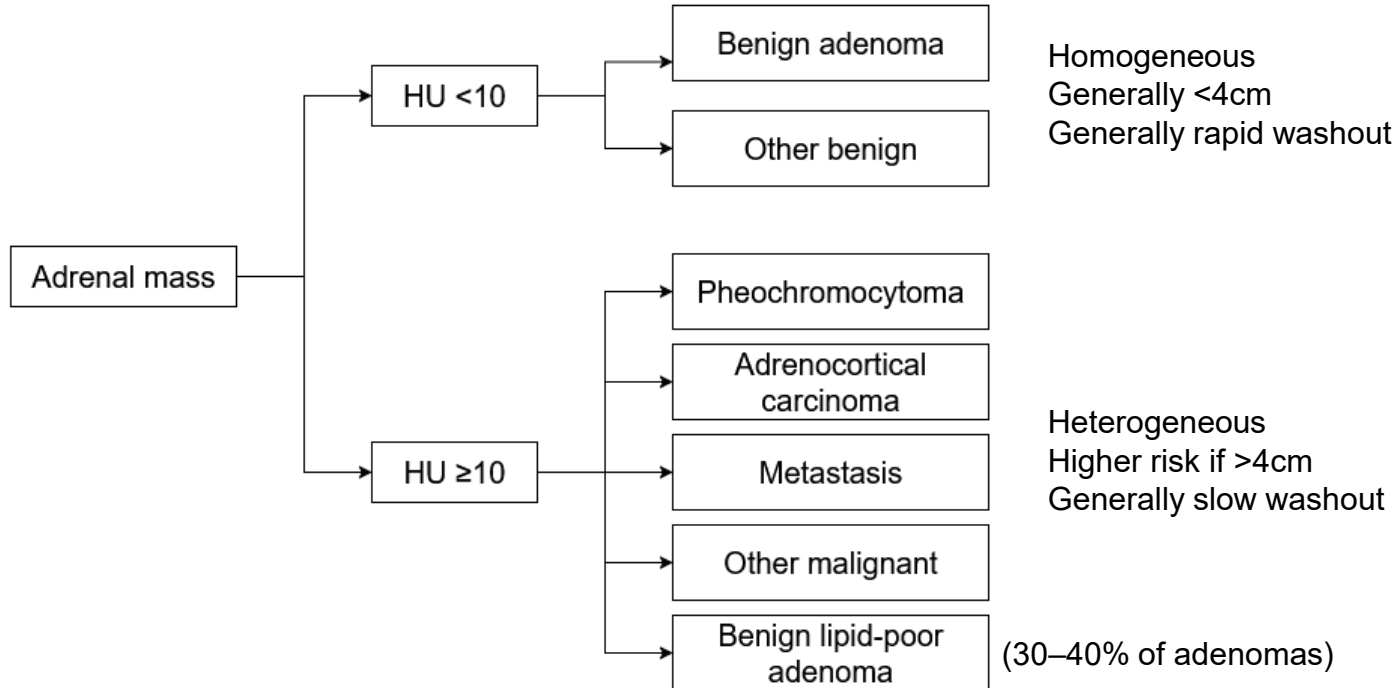 Adrenal mass
HU <10
Benign adenoma
Other benign
Homogeneous
Generally <4cm
Generally rapid washout
HU ≥10
Pheochromocytoma
Adrenocortical
carcinoma
Metastasis
Other malignant
Benign lipid-poor
adenoma
(30–40% of adenomas)
Heterogeneous
Higher risk if >4cm
Generally slow washout